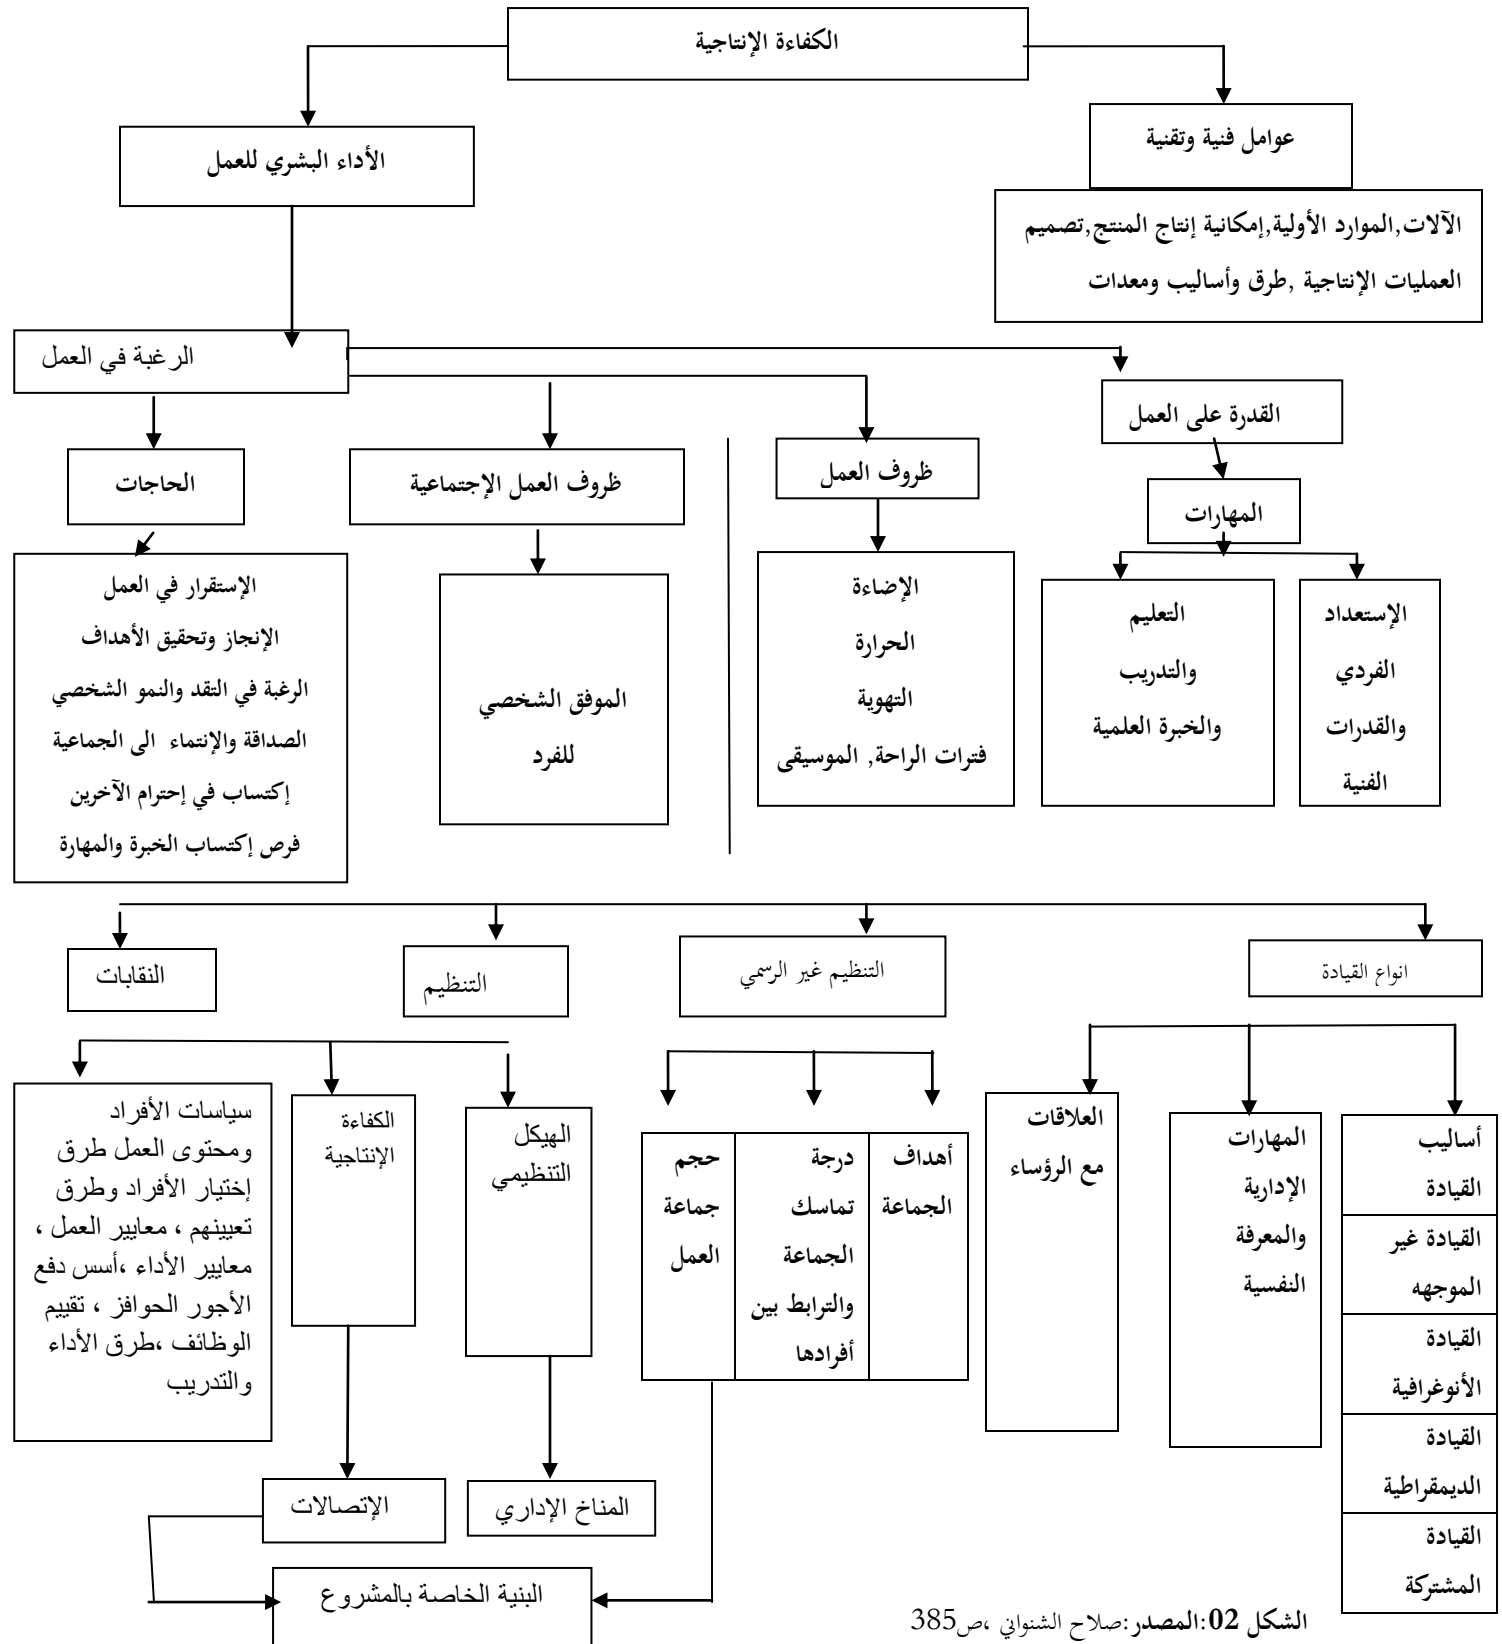 الكفاءة الإنتاجية
عوامل فنية وتقنية
الأداء البشري للعمل
الآلات,الموارد الأولية,إمكانية إنتاج المنتج,تصميم
العمليات الإنتاجية ,طرق وأساليب ومعدات
الرغبة في العمل
القدرة على العمل
ظروف العمل
ظروف العمل الإجتماعية
الحاجات
المهارات
الإستعداد
الفردي
والقدرات
الفنية
التعليم
والتدريب
والخبرة العلمية
الإضاءة
الحرارة
التهوية
فترات الراحة, الموسيقى
الموفق الشخصي
للفرد
الإستقرار في العمل
الإنجاز وتحقيق الأهداف
الرغبة في التقد والنمو الشخصي
الصداقة والإنتماء الى الجماعية
إكتساب في إحترام الآخرين
فرص إكتساب الخبرة والمهارة
انواع القيادة
التنظيم غير الرسمي
التنظيم
النقابات
أساليب
القيادة
القيادة غير
الموجهه
القيادة
الأنوغرافية
القيادة
الديمقراطية
القيادة
المشتركة
المهارات
الإدارية
والمعرفة
النفسية
العلاقات
مع الرؤساء
أهداف
الجماعة
درجة
تماسك
الجماعة
والترابط بين
أفرادها
حجم
جماعة
العمل
الهيكل
التنظيمي
الكفاءة
الإنتاجية
سياسات الأفراد
ومحتوى العمل طرق
إختيار الأفراد وطرق
تعيينهم ، معايير العمل ،
معايير الأداء ،أسس دفع
الأجور الحوافز ، تقييم
الوظائف ،طرق الأداء
والتدريب
المناخ الإداري
الإتصالات
البنية الخاصة بالمشروع
الشكل 02:المصدر:صلاح الشنواني ،ص385